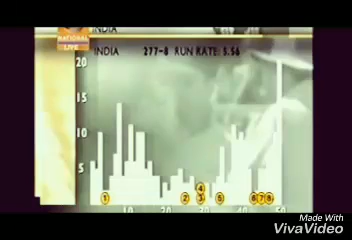 INDIA
NATIONAL
LIVE
INDIA 277-8 RUN RATE: 5.56
20
15
10
5
4
1 2 3 5 6 7 8
10 20 30 40 50
Made With
VivaVideo